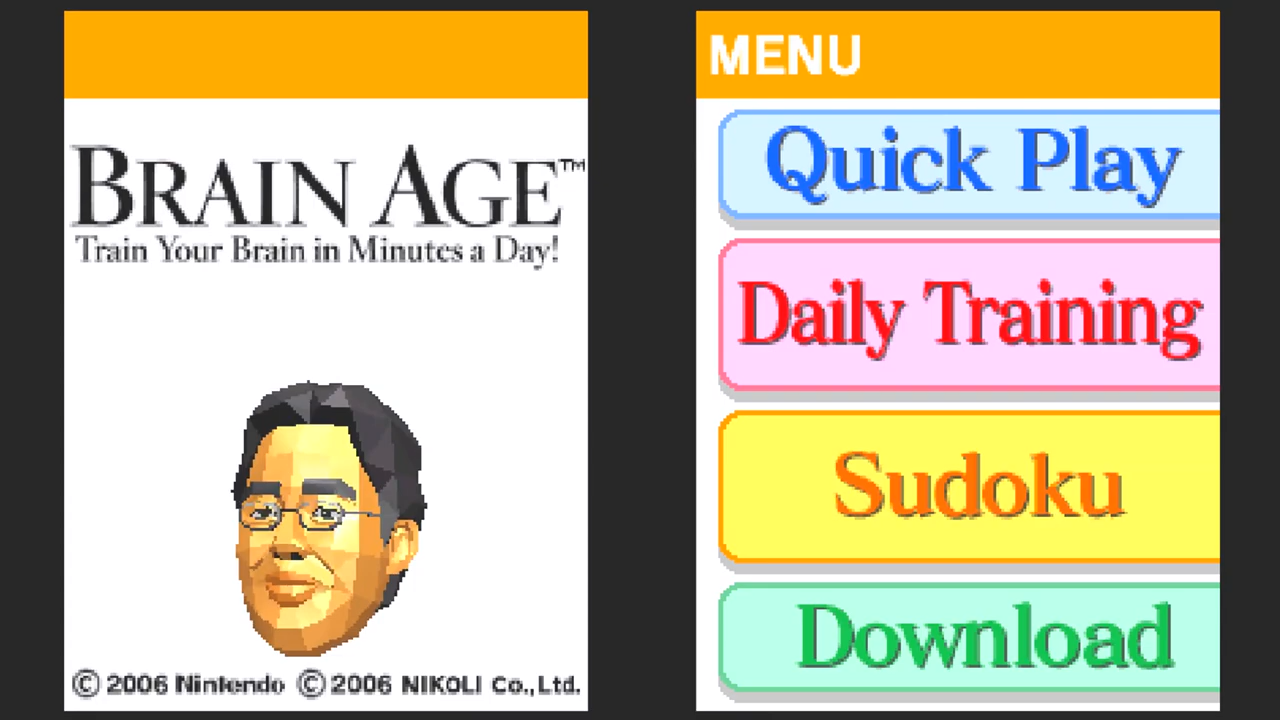 BRAIN AGE™
Train Your Brain in Minutes a Day!
© 2006 Nintendo © 2006 NIKOLI Co.,Ltd.
MENU
Quick Play
Daily Training
Sudoku
Download